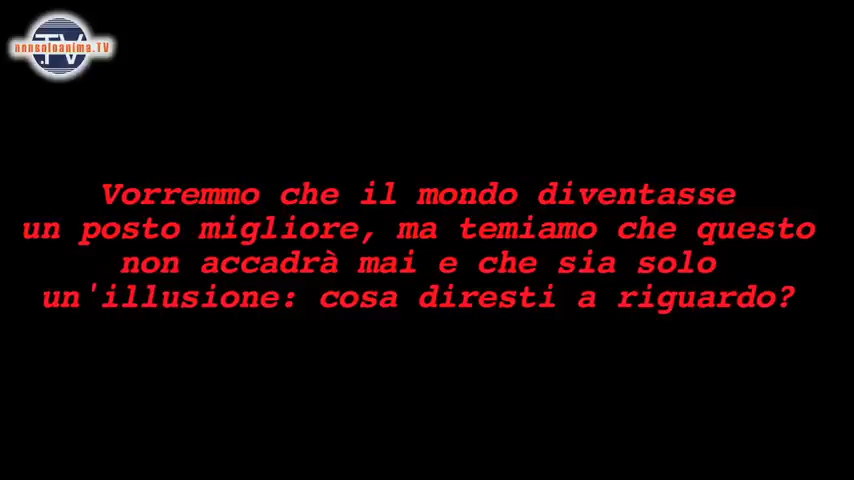 nonsoloanima.TV
.TV
Vorremmo che il mondo diventasse
un posto migliore, ma temiamo che questo
non accadrà mai e che sia solo
un'illusione: cosa diresti a riguardo?